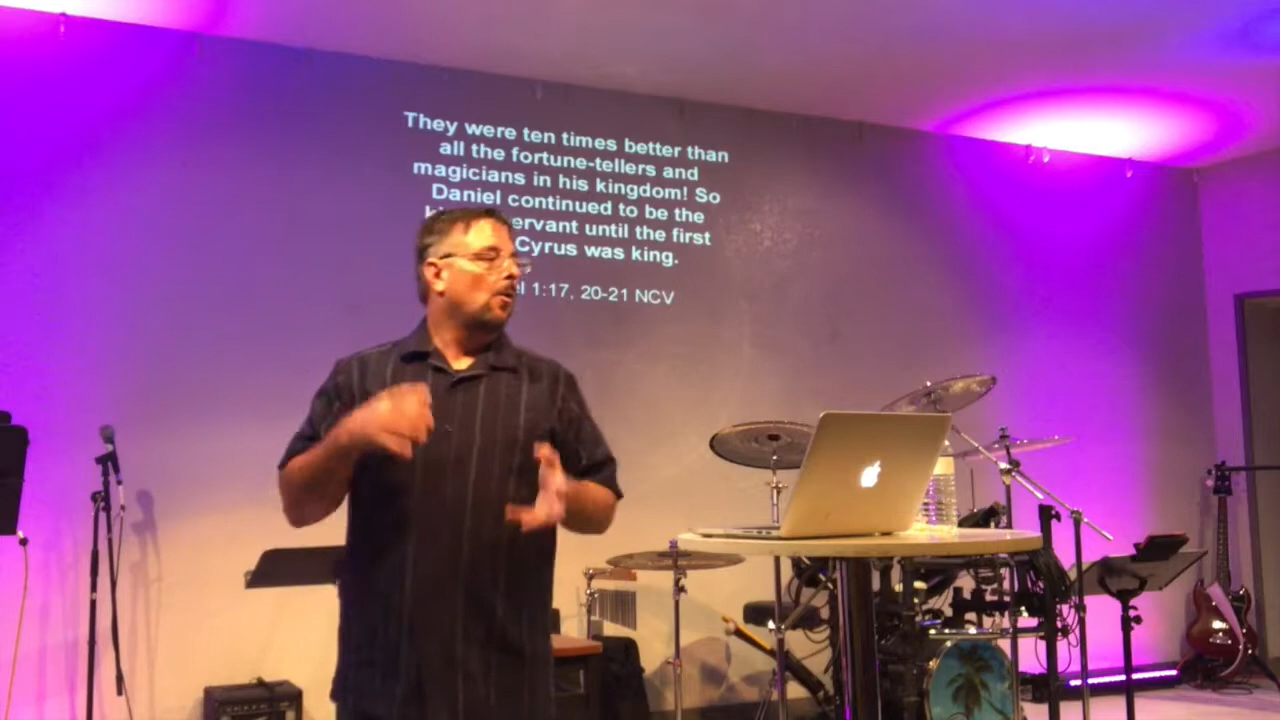 They were ten times better than
all the fortune-tellers and
magicians in his kingdom! So
Daniel continued to be the
servant until the first
Cyrus was king.
1:17, 20-21 NCV